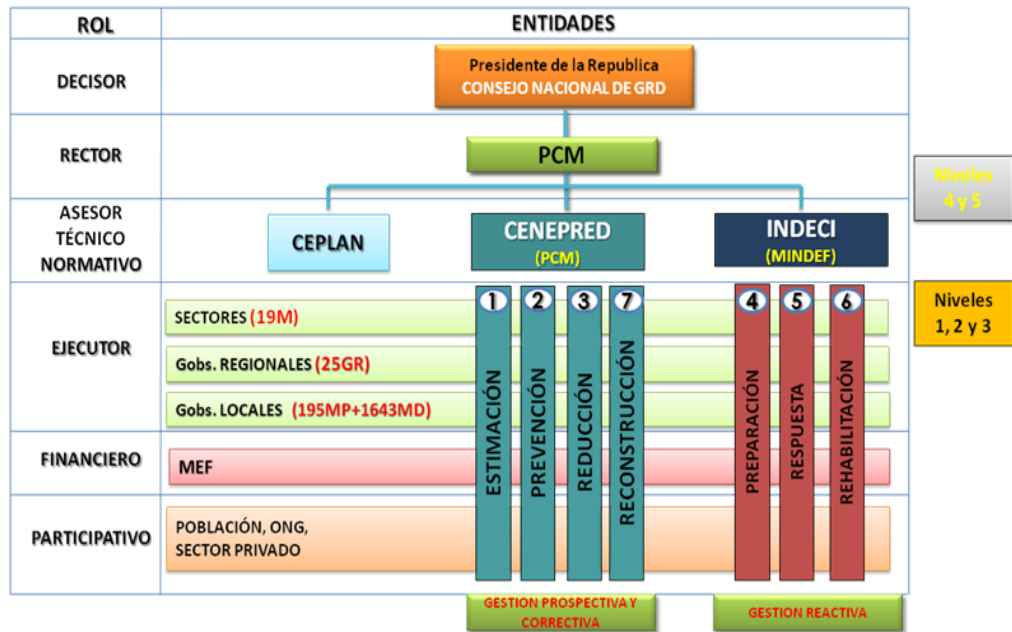 ROL
ENTIDADES
DECISOR
Presidente de la Republica
CONSEJO NACIONAL DE GRD
RECTOR
PCM
Niveles
4 y 5
ASESOR
TÉCNICO
NORMATIVO
CEPLAN
CENEPRED
(PCM)
INDECI
(MINDEF)
Niveles
1, 2 y 3
EJECUTOR
SECTORES (19M)
Gobs. REGIONALES (25GR)
Gobs. LOCALES (195MP+1643MD)
FINANCIERO
MEF
PARTICIPATIVO
POBLACIÓN, ONG,
SECTOR PRIVADO
1
ESTIMACIÓN
2
PREVENCIÓN
3
REDUCCIÓN
7
RECONSTRUCCIÓN
4
PREPARACIÓN
5
RESPUESTA
6
REHABILITACIÓN
GESTION PROSPECTIVA Y
CORRECTIVA
GESTION REACTIVA